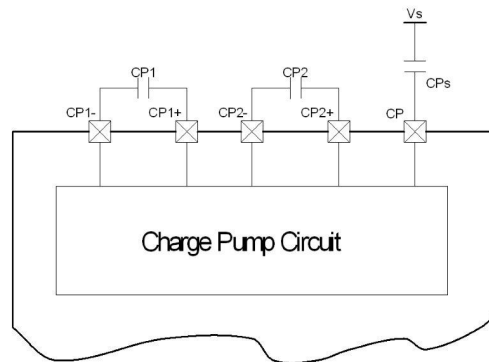 Vs
CP1
CP2
CPs
CP1-
CP1+
CP2-
CP2+
CP
Charge Pump Circuit